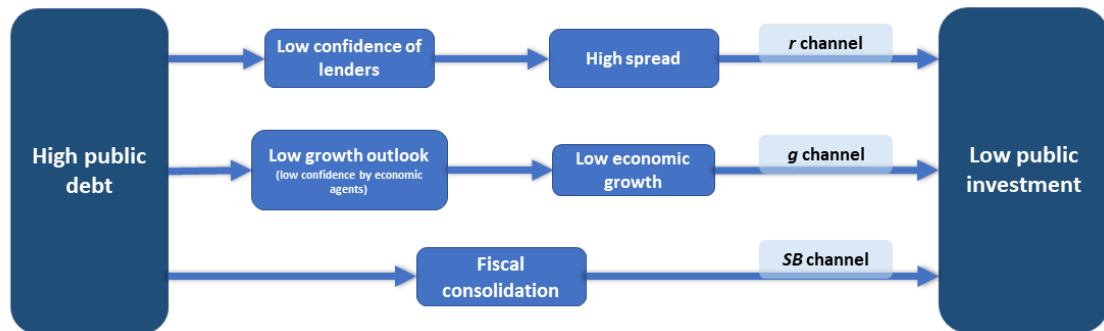 High public
debt
Low confidence of
lenders
High spread
r channel
Low growth outlook
(low confidence by economic
agents)
Low economic
growth
g channel
Fiscal
consolidation
SB channel
Low public
investment